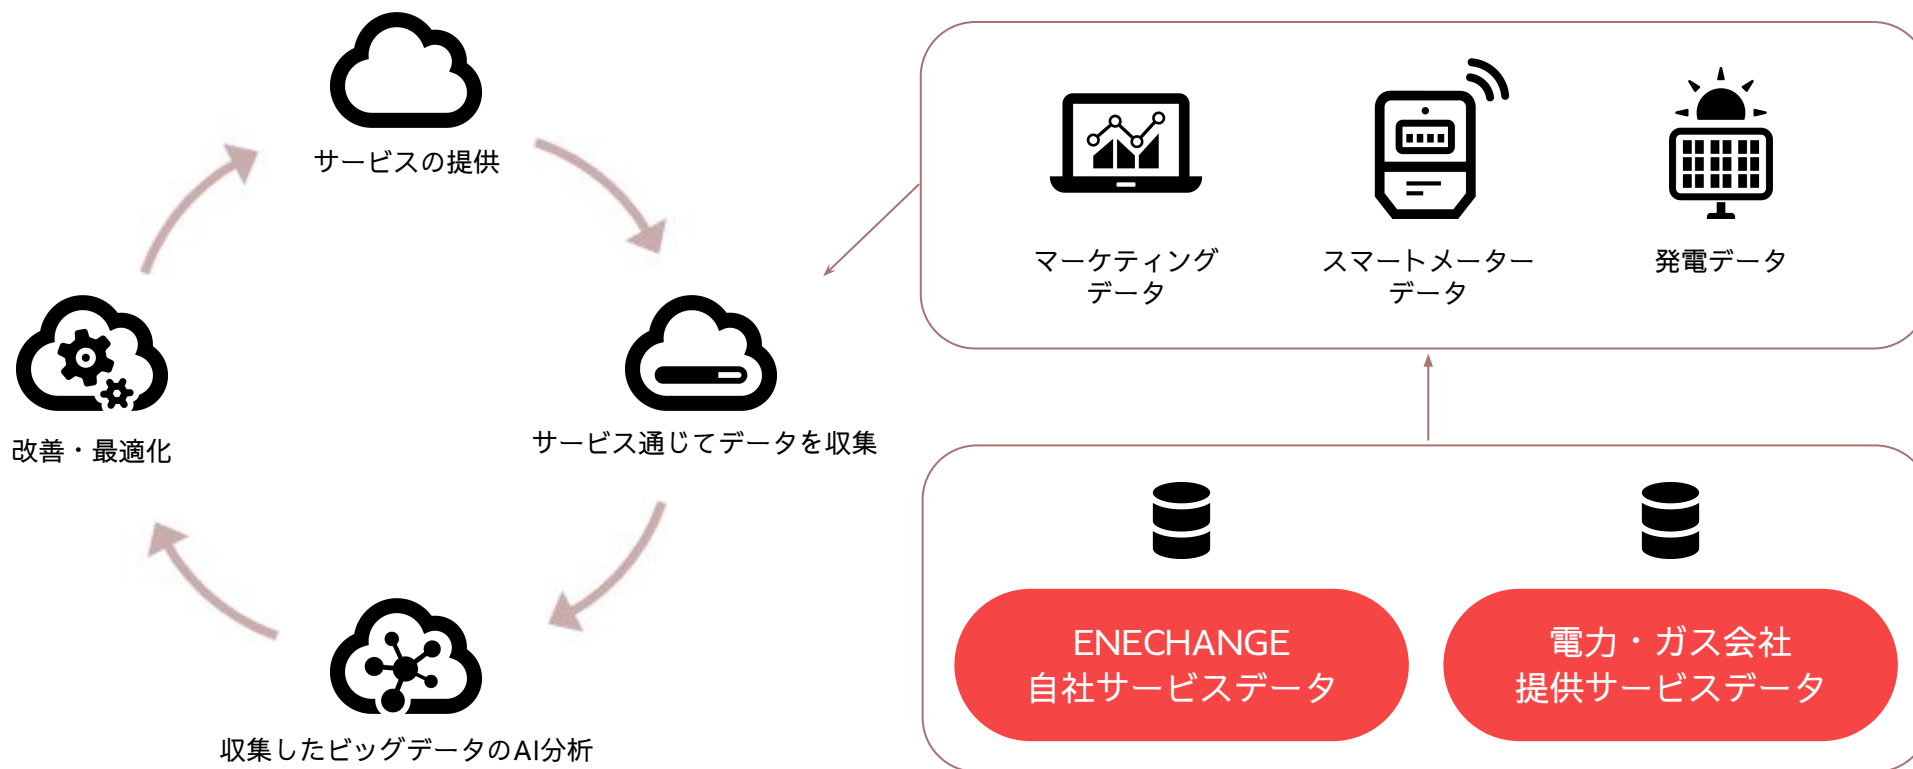 サービスの提供
サービス通じてデータを収集
収集したビッグデータのAI分析
改善・最適化
マーケティング
データ
スマートメーター
データ
発電データ
ENECHANGE
自社サービスデータ
電力・ガス会社
提供サービスデータ